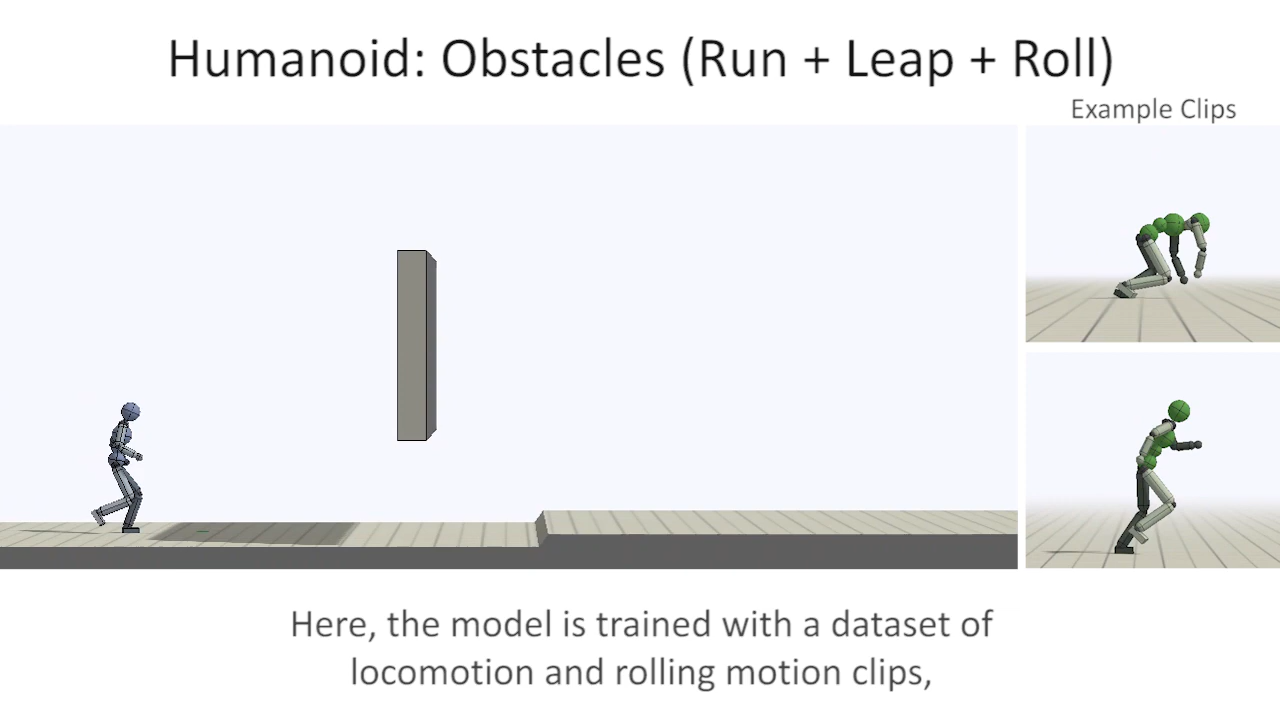 Humanoid: Obstacles (Run + Leap + Roll)
Example Clips
Here, the model is trained with a dataset of
locomotion and rolling motion clips,